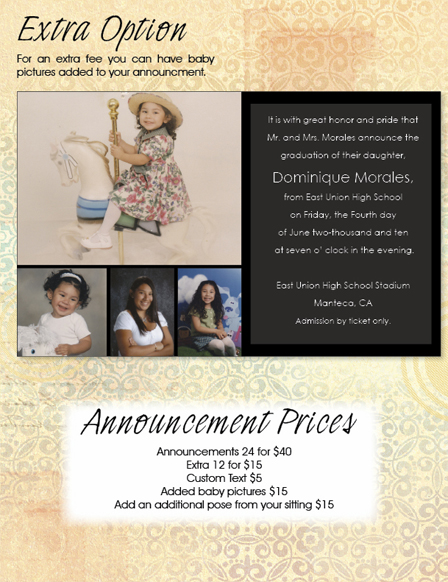 Extra Option
For an extra fee you can have baby
pictures added to your announcment.
It is with great honor and pride that
Mr. and Mrs. Morales announce the
graduation of their daughter,
Dominique Morales,
from East Union High School
on Friday, the Fourth day
of June two-thousand and ten
at seven o' clock in the evening.
East Union High School Stadium
Manteca, CA
Admission by ticket only.
Announcement Prices
Announcements 24 for $40
Extra 12 for $15
Custom Text $5
Added baby pictures $15
Add an additional pose from your sitting $15